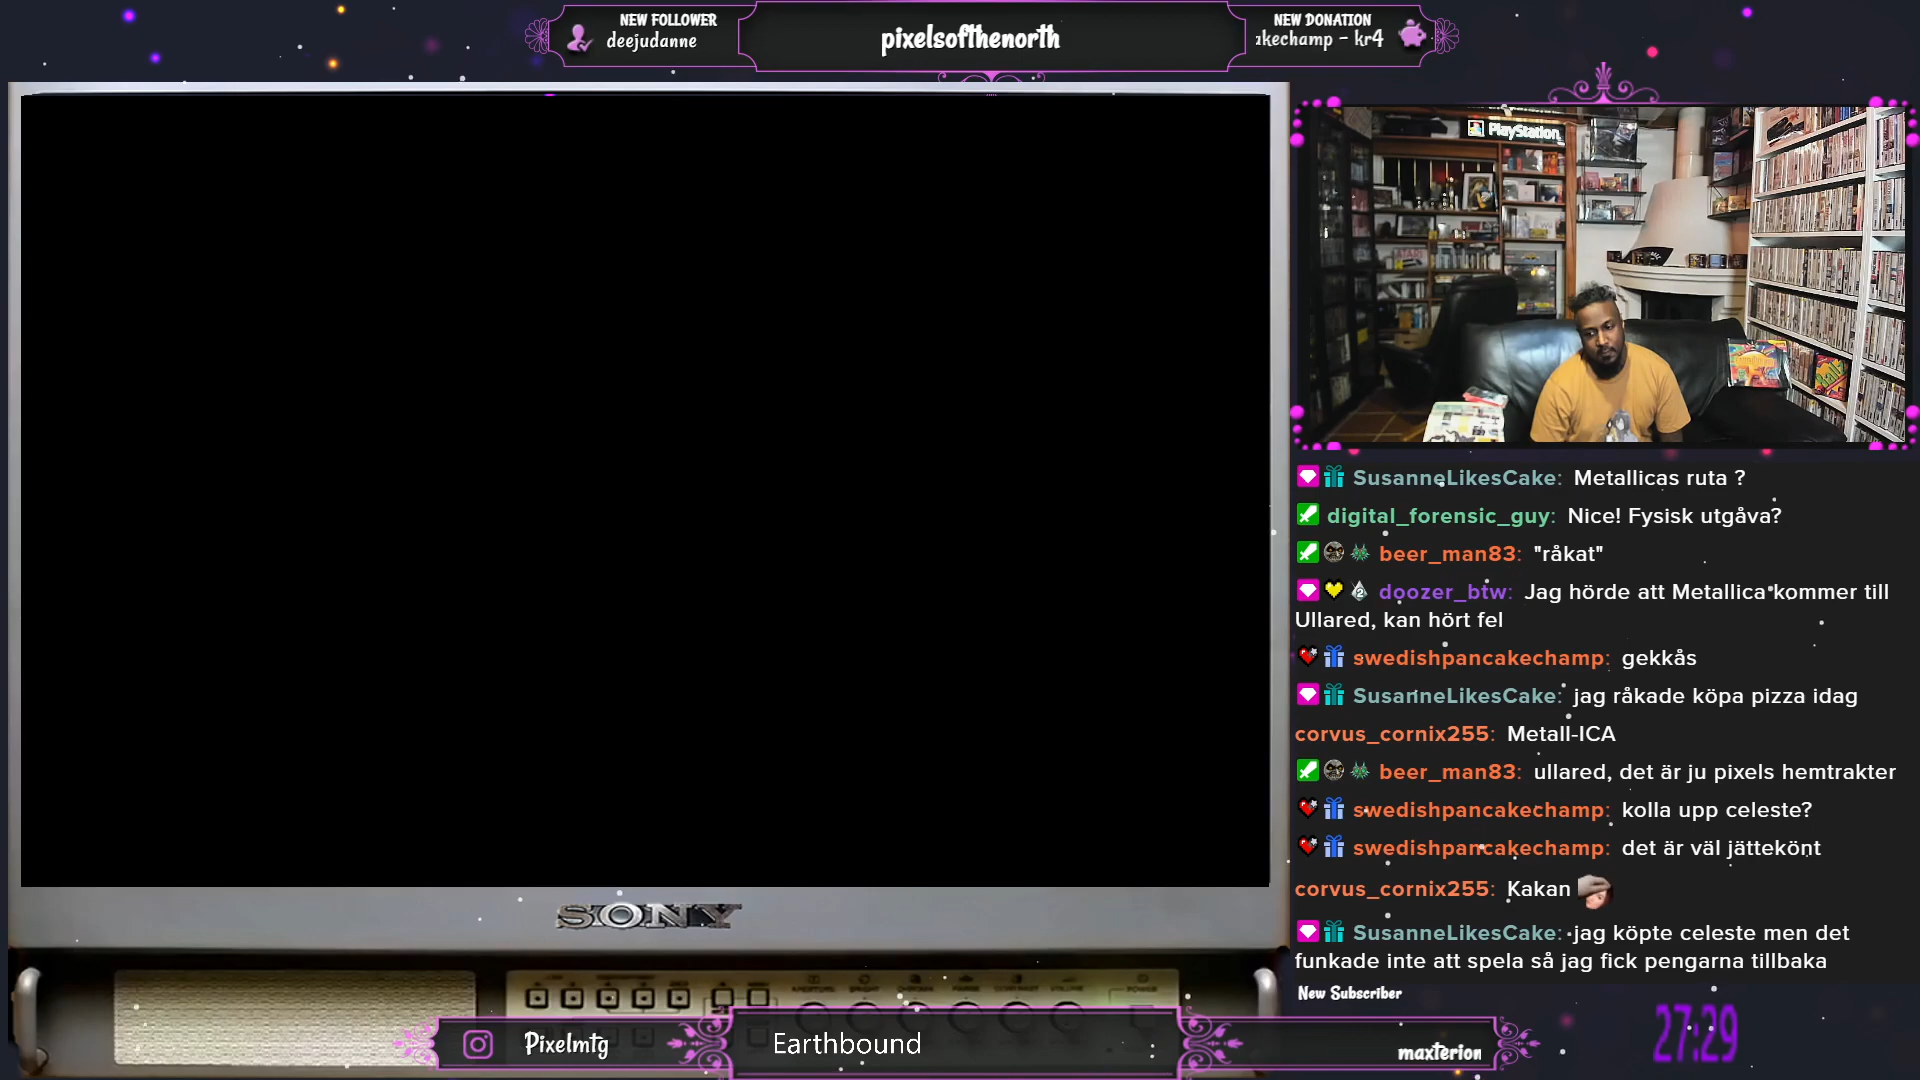 NEW FOLLOWER
deejudanne
pixelsofthenorth
NEW DONATION
akechamp - kr4
PlayStation
SusanneLikesCake: Metallicas ruta ?
digital_forensic_guy: Nice! Fysisk utgåva?
beer_man83: "råkat"
doozer_btw: Jag hörde att Metallica kommer till
Ullared, kan hört fel
swedishpancakechamp: gekkås
SusanneLikesCake: jag råkade köpa pizza idag
corvus_cornix255: Metall-ICA
beer_man83: ullared, det är ju pixels hemtrakter
swedishpancakechamp: kolla upp celeste?
swedishpancakechamp: det är väl jättekönt
corvus_cornix255: Kakan
SusanneLikesCake: jag köpte celeste men det
funkade inte att spela så jag fick pengarna tillbaka
SONY
New Subscriber
maxterion
27:29
Pixelmtg
Earthbound